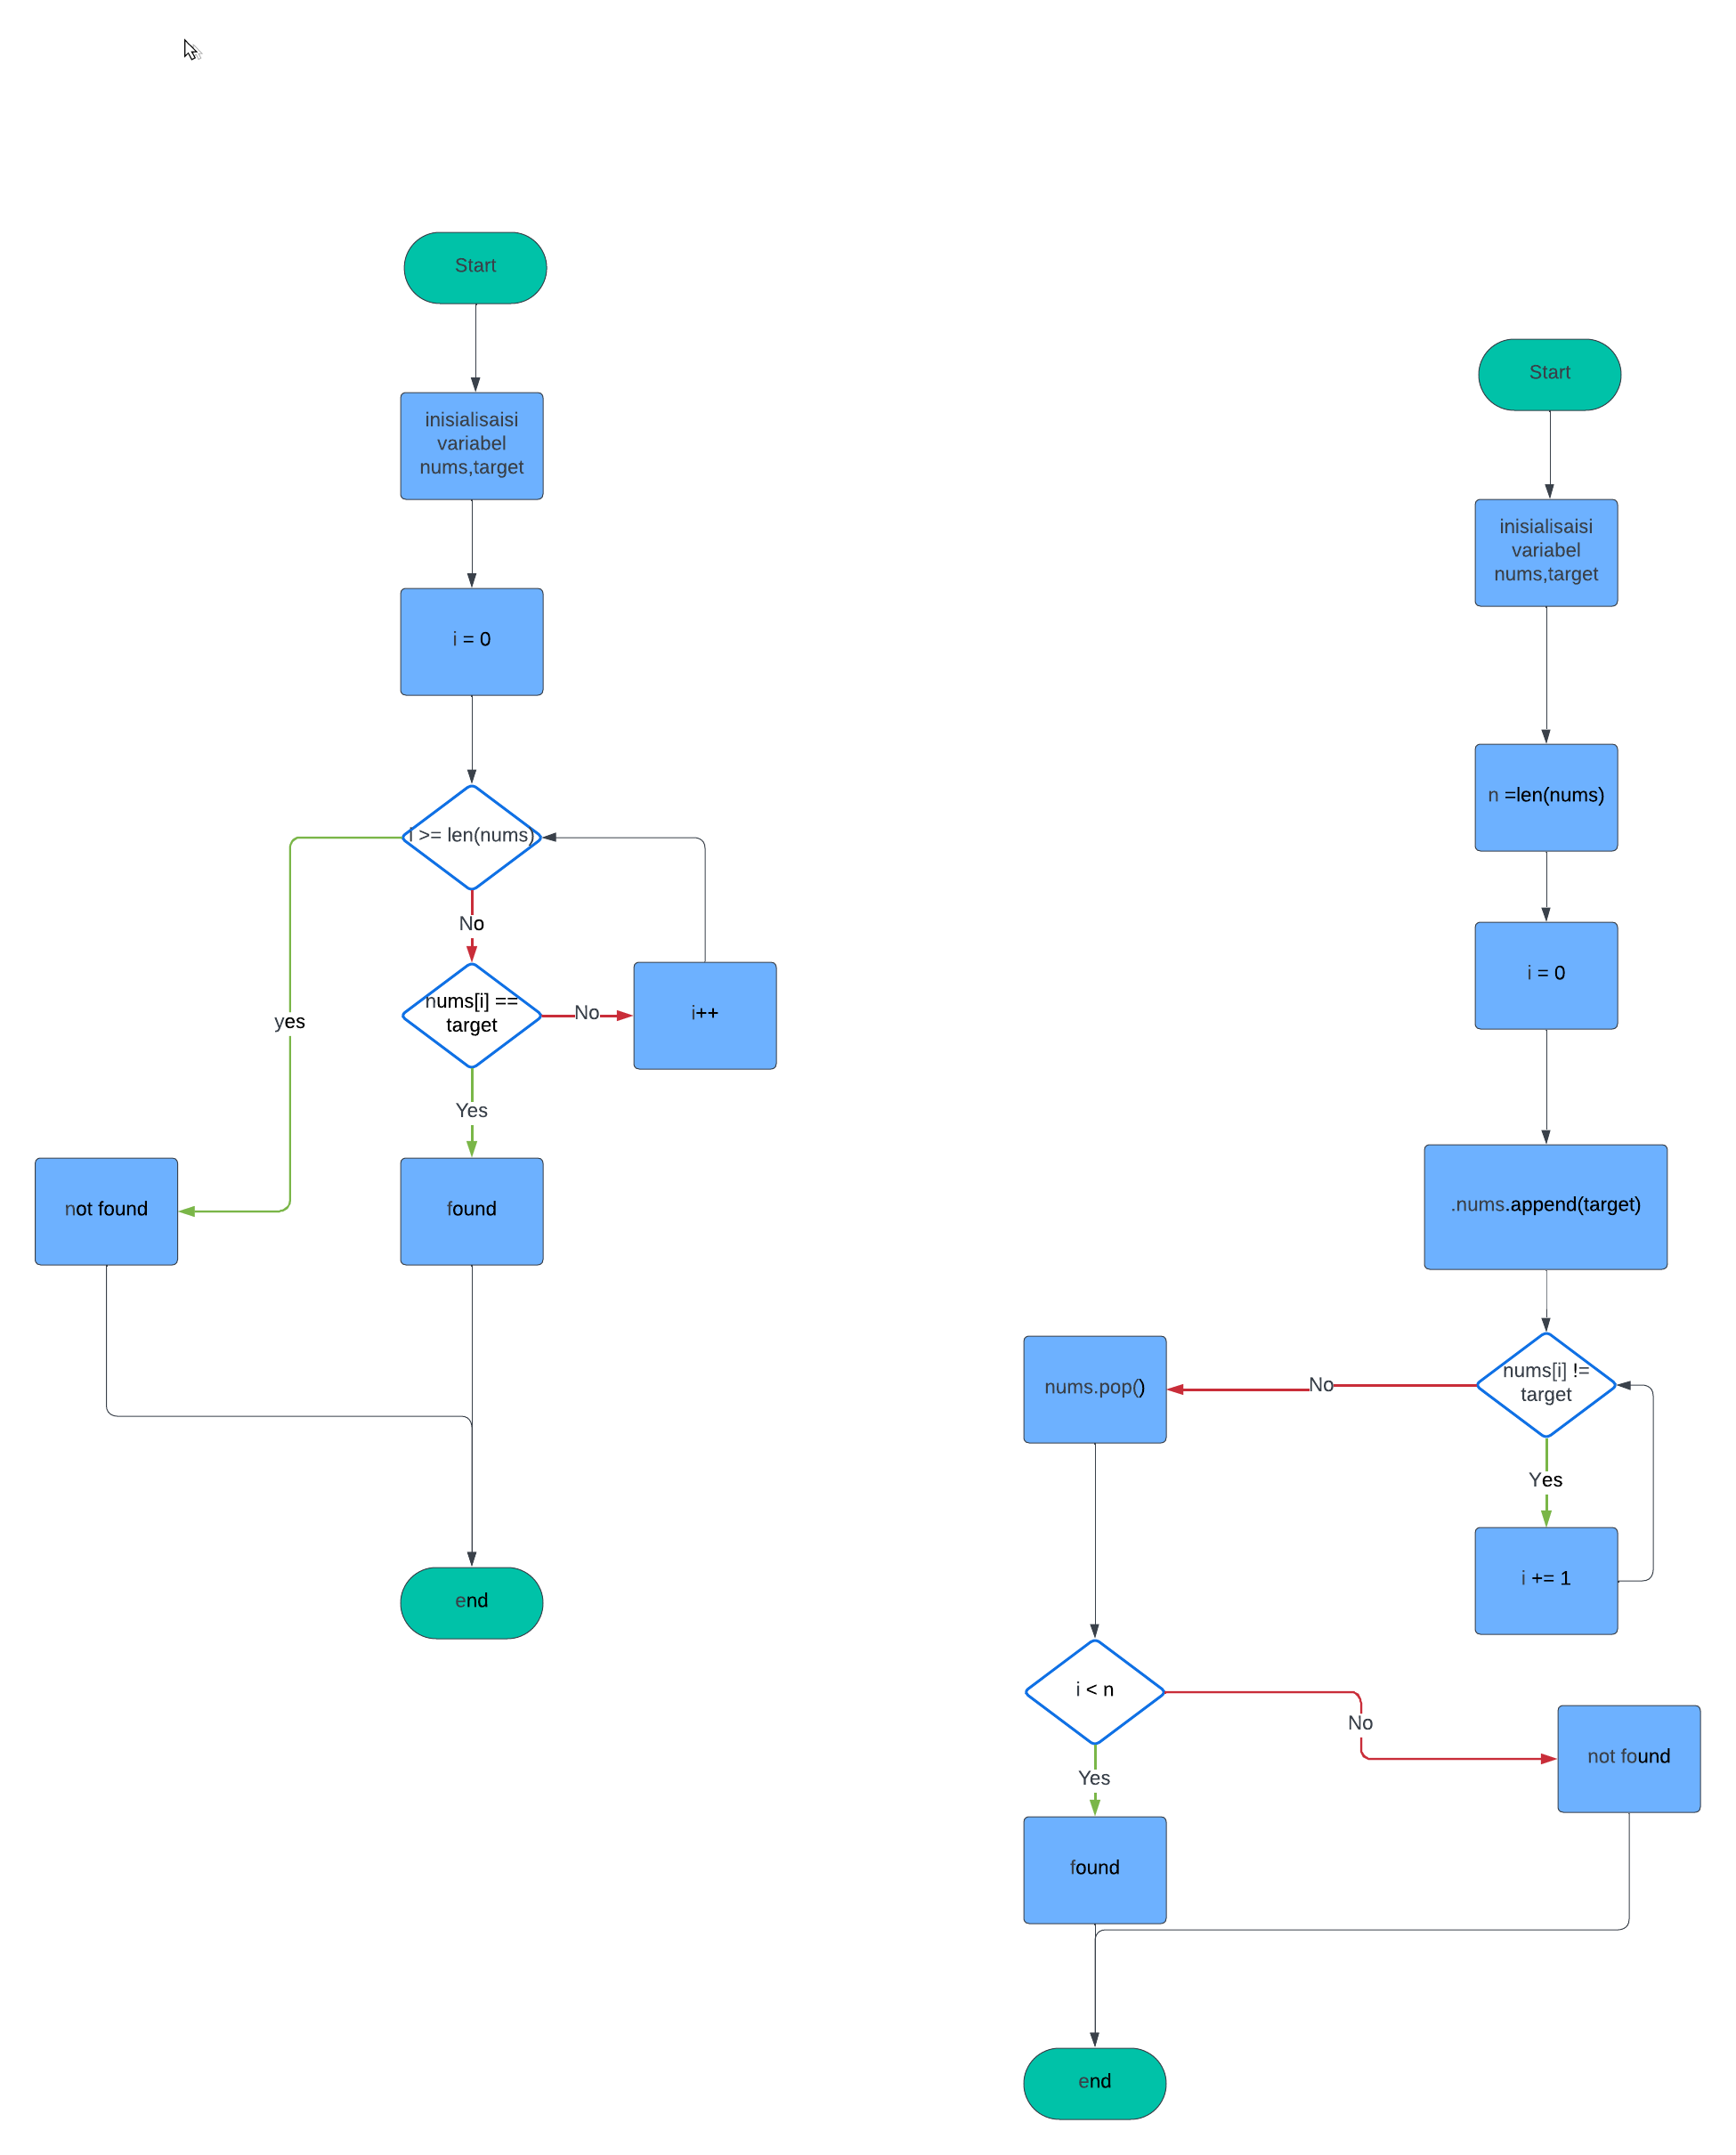 Start
inisialisaisi
variabel
nums,target
i = 0
i >= len(nums)
No
nums[i] ==
target
No
i++
yes
Yes
not found
found
end
Start
inisialisaisi
variabel
nums,target
n =len(nums)
i = 0
.nums.append(target)
nums[i] !=
target
No
nums.pop()
Yes
i += 1
i < n
No
not found
Yes
found
end